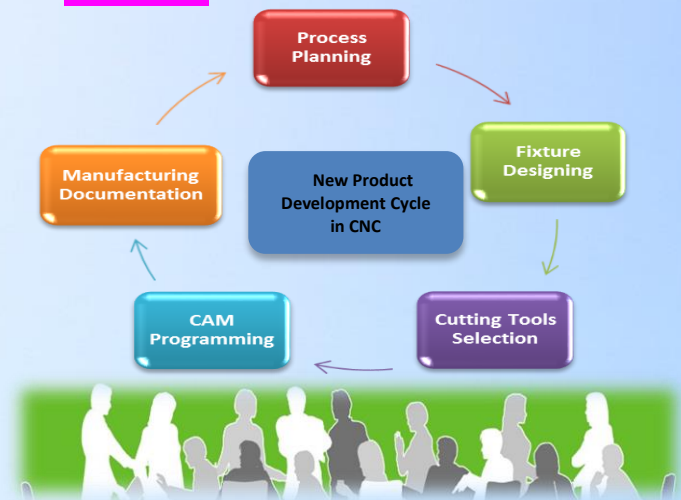 Process
Planning
Fixture
Designing
Manufacturing
Documentation
New Product
Development Cycle
in CNC
CAM
Programming
Cutting Tools
Selection